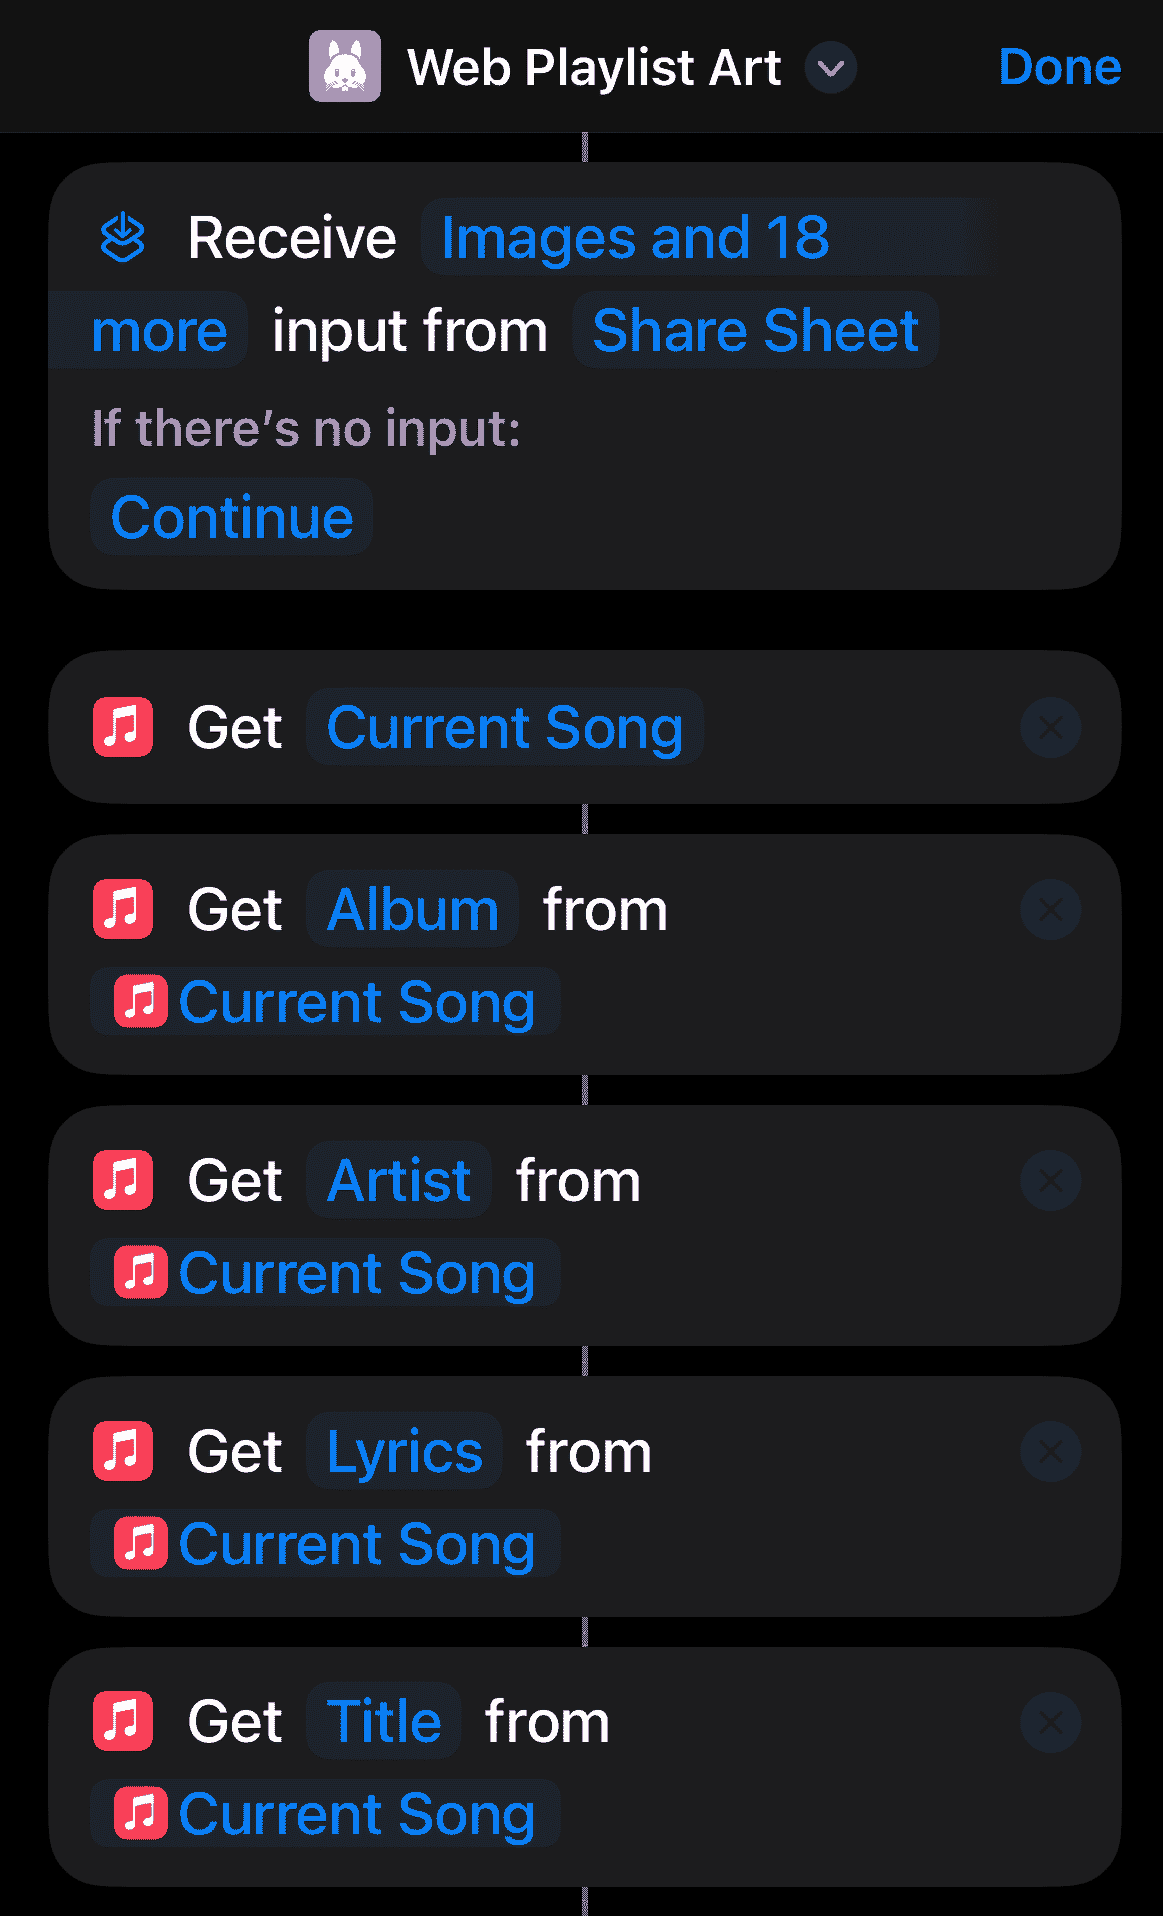 Web Playlist Art
Done
Receive Images and 18
more input from Share Sheet
If there’s no input:
Continue
Get Current Song
Get Album from
Current Song
Get Artist from
Current Song
Get Lyrics from
Current Song
Get Title from
Current Song